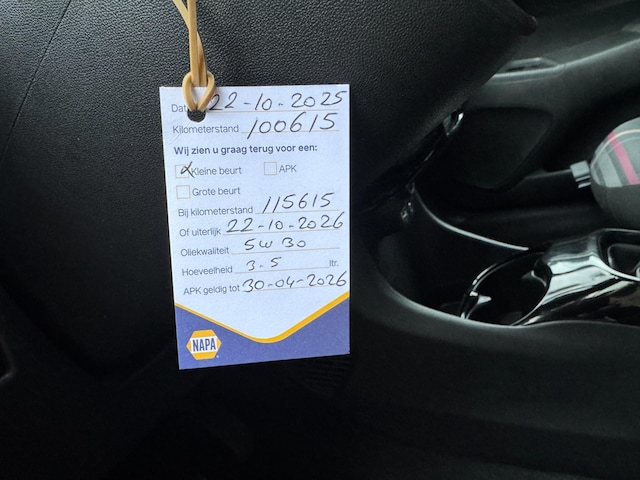 Dat 22-10-2025
Kilometerstand 100615
Wij zien u graag terug voor een:
Kleine beurt APK
Grote beurt
Bij kilometerstand 115615
Of uiterlijk 22-10-2026
Oliekwaliteit 5W30
Hoeveelheid 3-5 ltr.
APK geldig tot 30-04-2026
NAPA